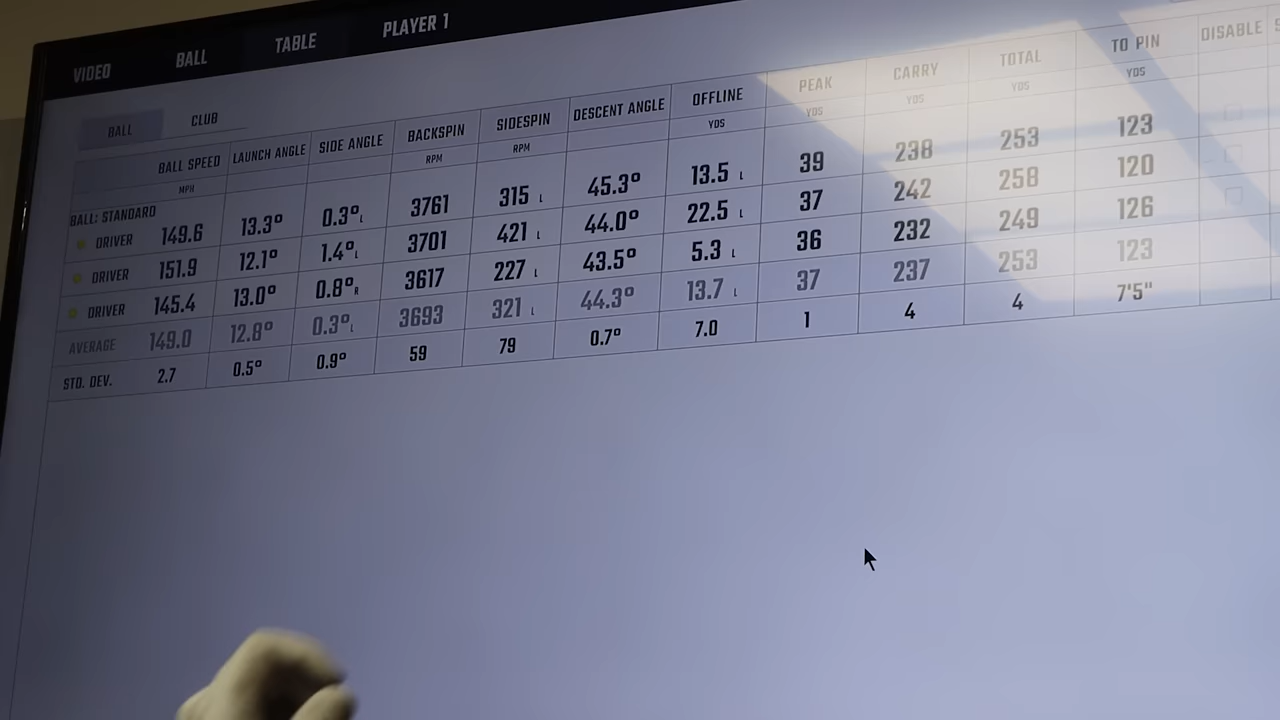 VIDEO BALL TABLE PLAYER 1
BALL CLUB
BALL SPEED LAUNCH ANGLE SIDE ANGLE BACKSPIN SIDESPIN DESCENT ANGLE OFFLINE PEAK CARRY TOTAL TO PIN DISABLE
MPH RPM RPM YDS YDS YDS YDS YDS
BALL: STANDARD
DRIVER 149.6 13.3° 0.3° L 3761 315 L 45.3° 13.5 L 39 238 253 123
DRIVER 151.9 12.1° 1.4° L 3701 421 L 44.0° 22.5 L 37 242 258 120
DRIVER 145.4 13.0° 0.8° R 3617 227 L 43.5° 5.3 L 36 232 249 126
AVERAGE 149.0 12.8° 0.3° L 3693 321 L 44.3° 13.7 L 37 237 253 123
STD. DEV. 2.7 0.5° 0.9° 59 79 0.7° 7.0 1 4 4 7'5"